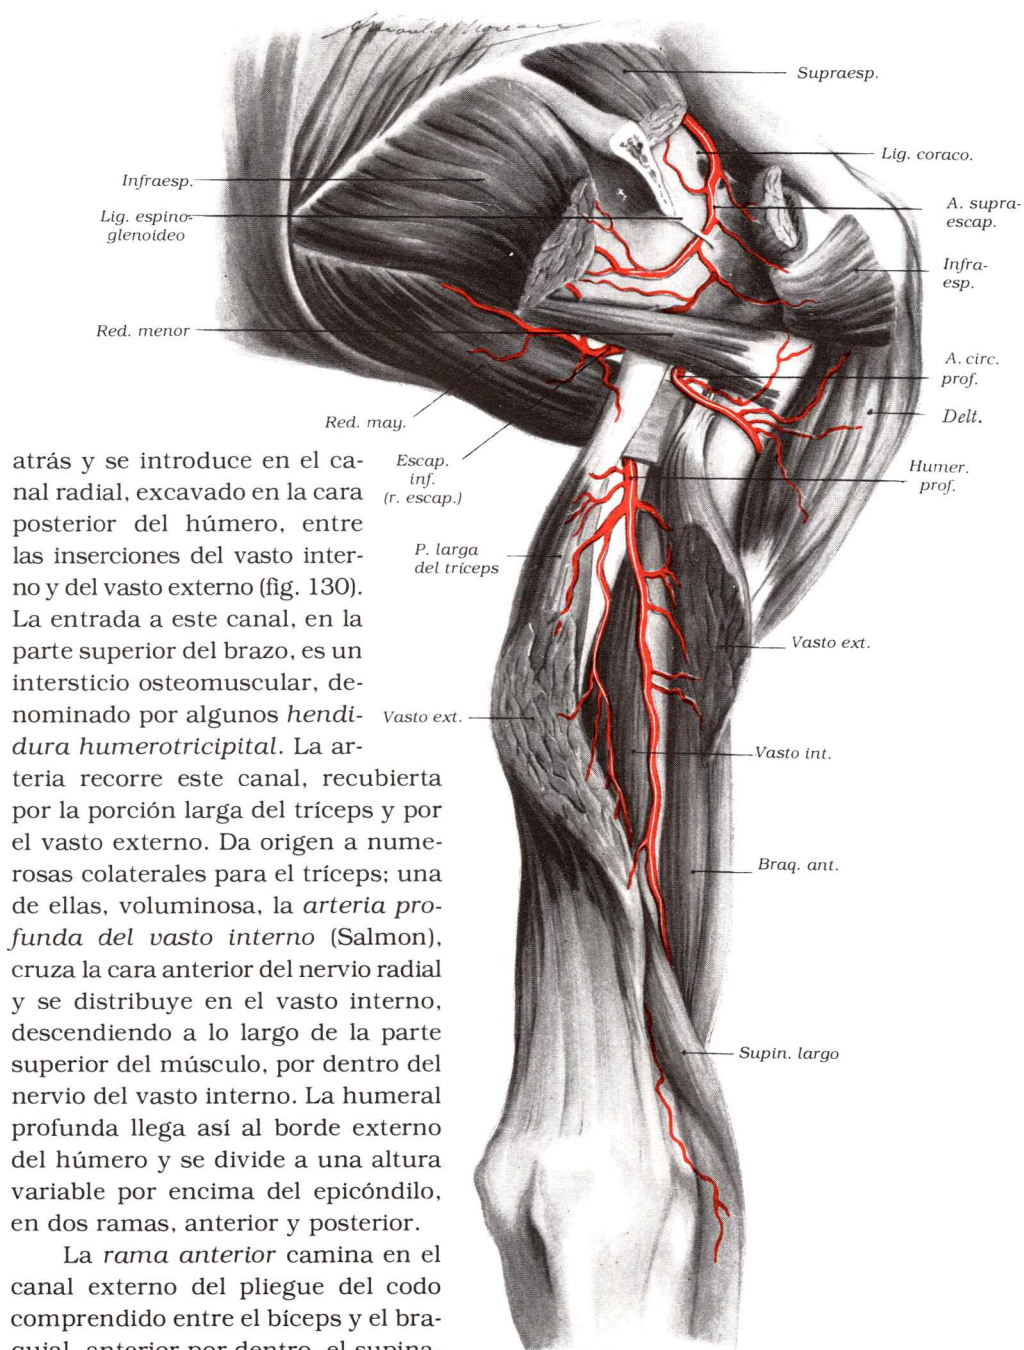 Supraesp.
Lig. coraco.
Infraesp.
A. supra-
escap.
Lig. espino-
glenoideo
Infra-
esp.
Red. menor
A. circ.
prof.
Red. may.
Delt.
Escap.
inf.
(r. escap.)
Humer.
prof.
P. larga
del tríceps
Vasto ext.
Vasto ext.
Vasto int.
Braq. ant.
Supin. largo
atrás y se introduce en el ca-
nal radial, excavado en la cara
posterior del húmero, entre
las inserciones del vasto inter-
no y del vasto externo (fig. 130).
La entrada a este canal, en la
parte superior del brazo, es un
intersticio osteomuscular, de-
nominado por algunos hendi-
dura humerotricipital. La ar-
teria recorre este canal, recubierta
por la porción larga del tríceps y por
el vasto externo. Da origen a nume-
rosas colaterales para el tríceps; una
de ellas, voluminosa, la arteria pro-
funda del vasto interno (Salmon),
cruza la cara anterior del nervio radial
y se distribuye en el vasto interno,
descendiendo a lo largo de la parte
superior del músculo, por dentro del
nervio del vasto interno. La humeral
profunda llega así al borde externo
del húmero y se divide a una altura
variable por encima del epicóndilo,
en dos ramas, anterior y posterior.
La rama anterior camina en el
canal externo del pliegue del codo
comprendido entre el bíceps y el bra-
quial anterior por dentro, el supina-